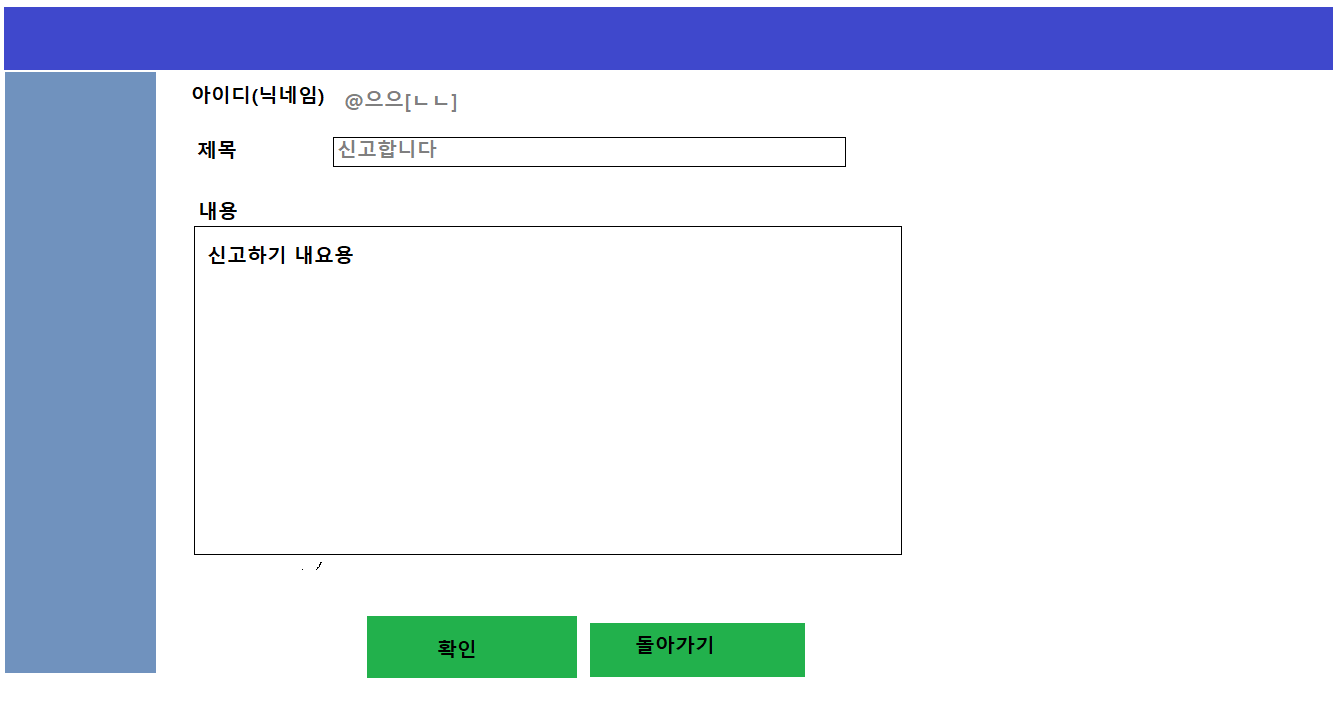 아이디(닉네임) @으으[ㄴㄴ]
제목 신고합니다
내용
신고하기 내요용
확인 돌아가기